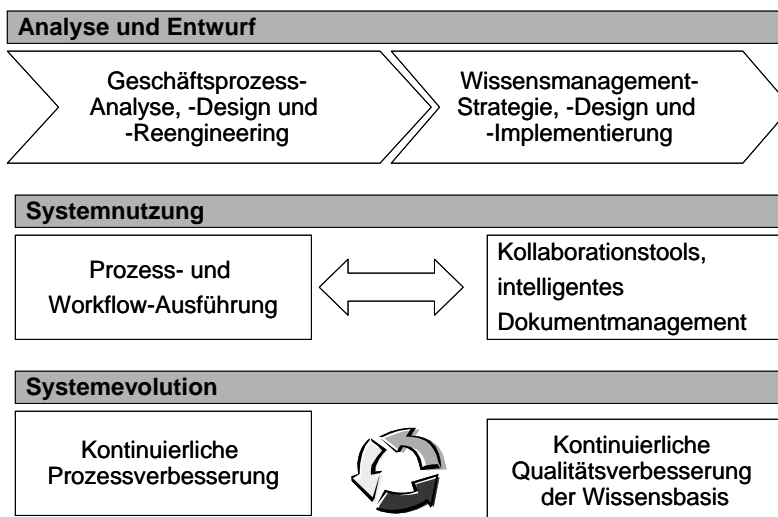 Analyse und Entwurf
Geschäftsprozess-
Analyse, -Design und
-Reengineering
Wissensmanagement-
Strategie, -Design und
-Implementierung
Systemnutzung
Prozess- und
Workflow-Ausführung
Kollaborationstools,
intelligentes
Dokumentmanagement
Systemevolution
Kontinuierliche
Prozessverbesserung
Kontinuierliche
Qualitätsverbesserung
der Wissensbasis